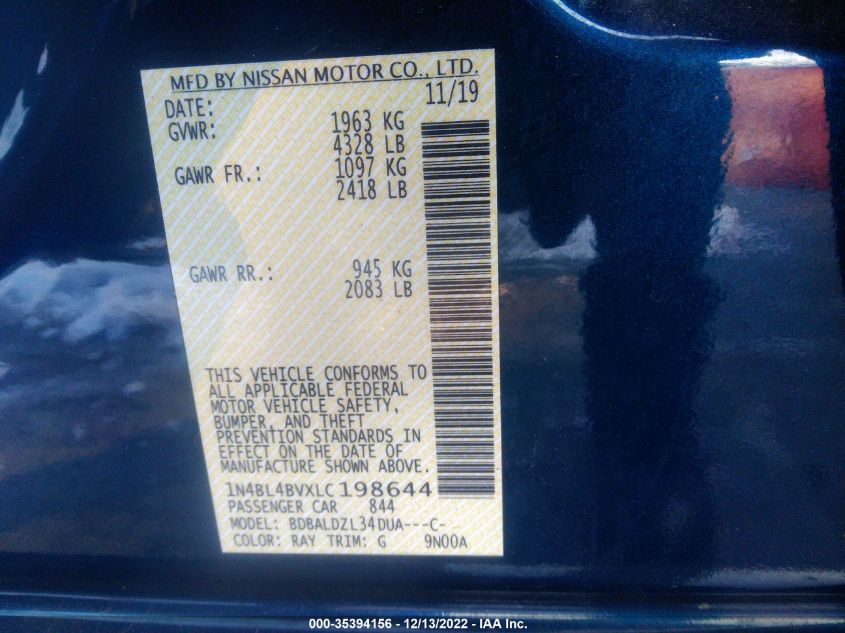 MFD BY NISSAN MOTOR CO., LTD.
DATE: 11/19
GVWR: 1963 KG
4328 LB
GAWR FR.: 1097 KG
2418 LB
GAWR RR.: 945 KG
2083 LB
THIS VEHICLE CONFORMS TO
ALL APPLICABLE FEDERAL
MOTOR VEHICLE SAFETY,
BUMPER, AND THEFT
PREVENTION STANDARDS IN
EFFECT ON THE DATE OF
MANUFACTURE SHOWN ABOVE.
1N4BL4BVXLC198644
PASSENGER CAR 844
MODEL: BDBALDZL34DUA---C-
COLOR: RAY TRIM: G 9N00A
000-35394156 - 12/13/2022 - IAA Inc.